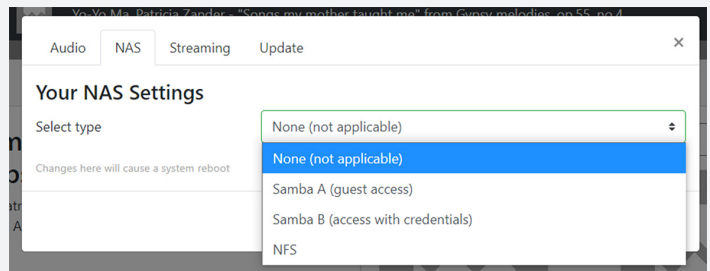 Yo-Yo Ma, Patricia Zander - "Songs my mother taught me" from Gypsy melodies, op.55, no.4
Audio NAS Streaming Update ×
Your NAS Settings
Select type None (not applicable)
None (not applicable)
Changes here will cause a system reboot
Samba A (guest access)
Samba B (access with credentials)
NFS